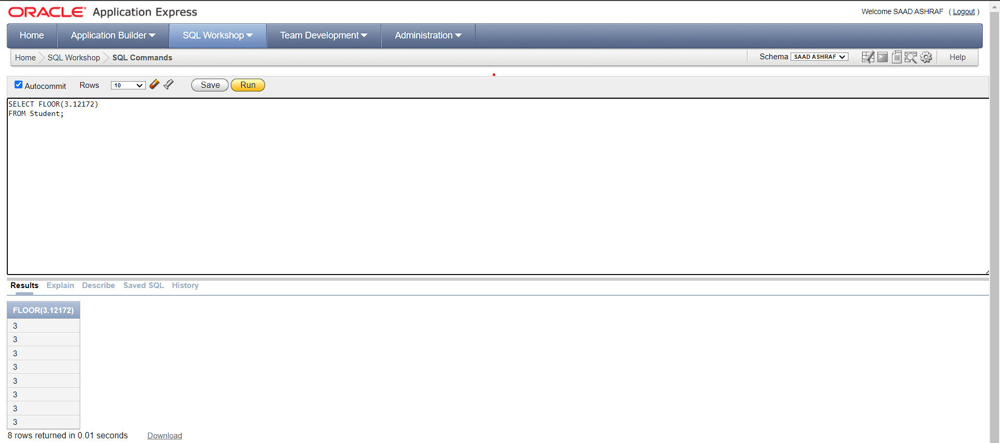 ORACLE® Application Express
Welcome SAAD ASHRAF ( Logout )
Home Application Builder SQL Workshop Team Development Administration
Home SQL Workshop SQL Commands
Schema SAAD ASHRAF Help
Autocommit Rows 10 Save Run
SELECT FLOOR(3.12172)
FROM Student;
Results Explain Describe Saved SQL History
FLOOR(3.12172)
3
3
3
3
3
3
3
3
8 rows returned in 0.01 seconds Download